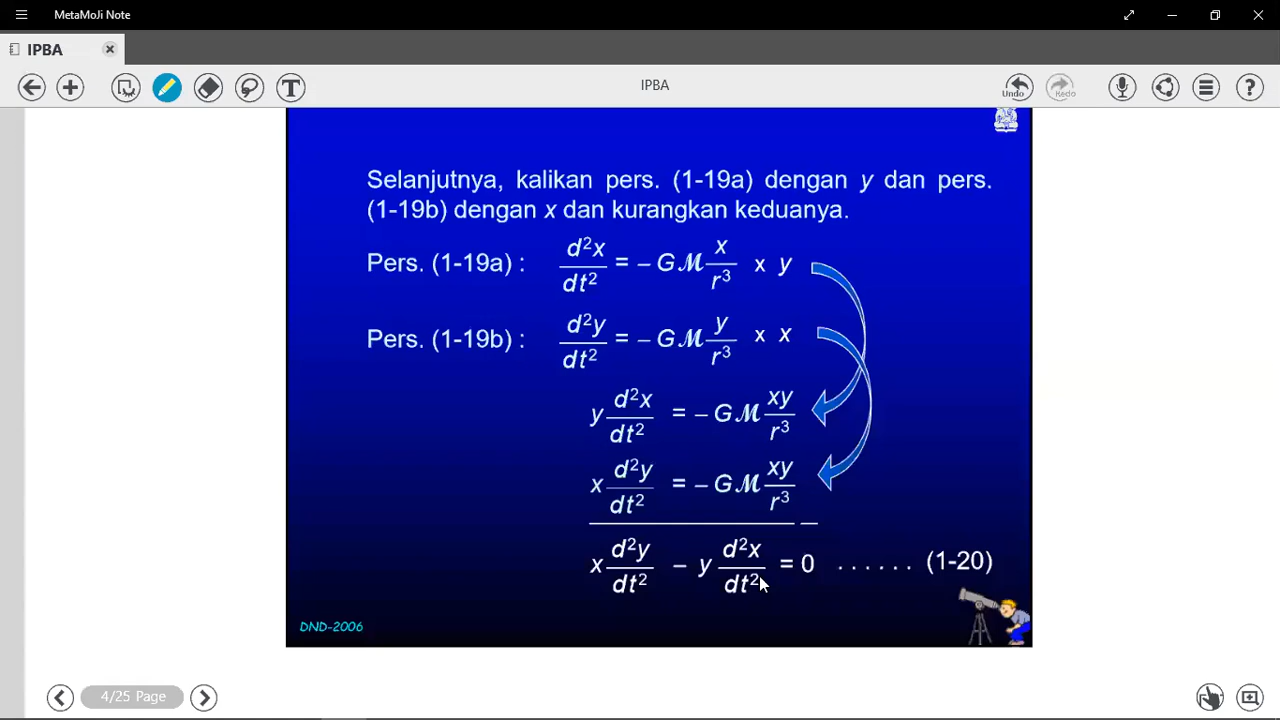 MetaMoJi Note
IPBA
IPBA
Undo
Redo
Selanjutnya, kalikan pers. (1-19a) dengan y dan pers.
(1-19b) dengan x dan kurangkan keduanya.
Pers. (1-19a) : d²x/dt² = – GM x/r³ x y
Pers. (1-19b) : d²y/dt² = – GM y/r³ x x
y d²x/dt² = – GM xy/r³
x d²y/dt² = – GM xy/r³ –
x d²y/dt² – y d²x/dt² = 0 . . . . . . (1-20)
DND-2006
4/25 Page